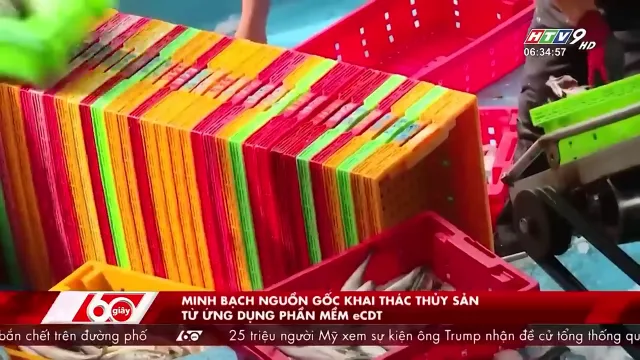 HTV9 HD
06:34:57
60 giây
MINH BẠCH NGUỒN GỐC KHAI THÁC THỦY SẢN
TỪ ỨNG DỤNG PHẦN MỀM eCDT
bắn chết trên đường phố 25 triệu người Mỹ xem sự kiện ông Trump nhận đề cử tổng thống qu